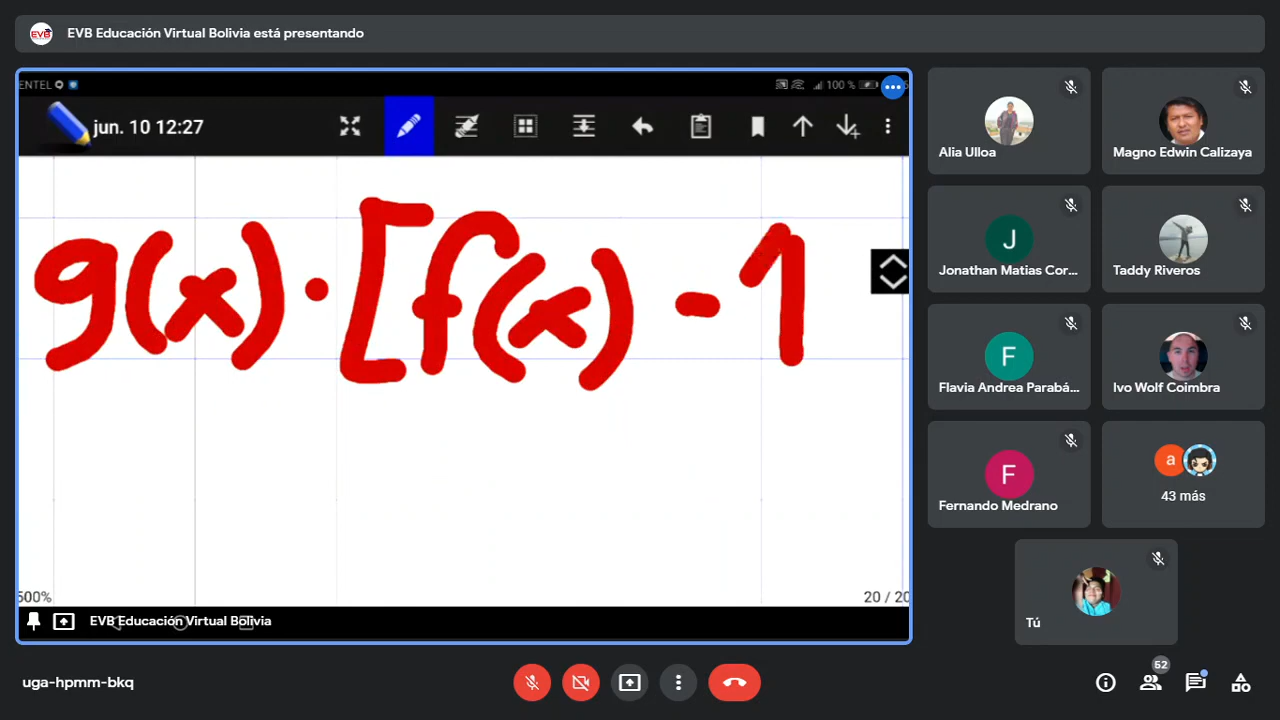 EVB EVB Educación Virtual Bolivia está presentando
ENTEL 100 %
jun. 10 12:27
g(x) · [f(x) - 1
500% 20 / 20
EVB Educación Virtual Bolivia
Alia Ulloa
Magno Edwin Calizaya
J
Jonathan Matias Cor...
Taddy Riveros
F
Flavia Andrea Parabá...
Ivo Wolf Coimbra
F
Fernando Medrano
a
43 más
Tú
uga-hpmm-bkq
52